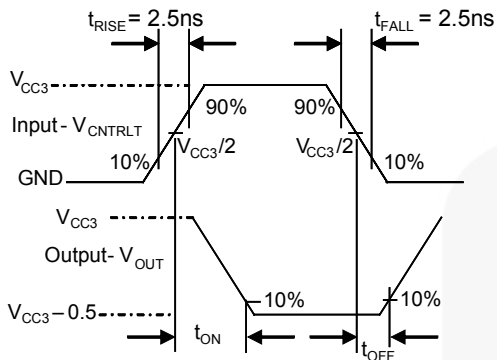 tRISE = 2.5ns tFALL = 2.5ns
VCC3
90% 90%
Input - VCNTRLT VCC3/2 VCC3/2
10% 10%
GND
VCC3
Output- VOUT
10% 10%
VCC3 – 0.5
tON tOFF